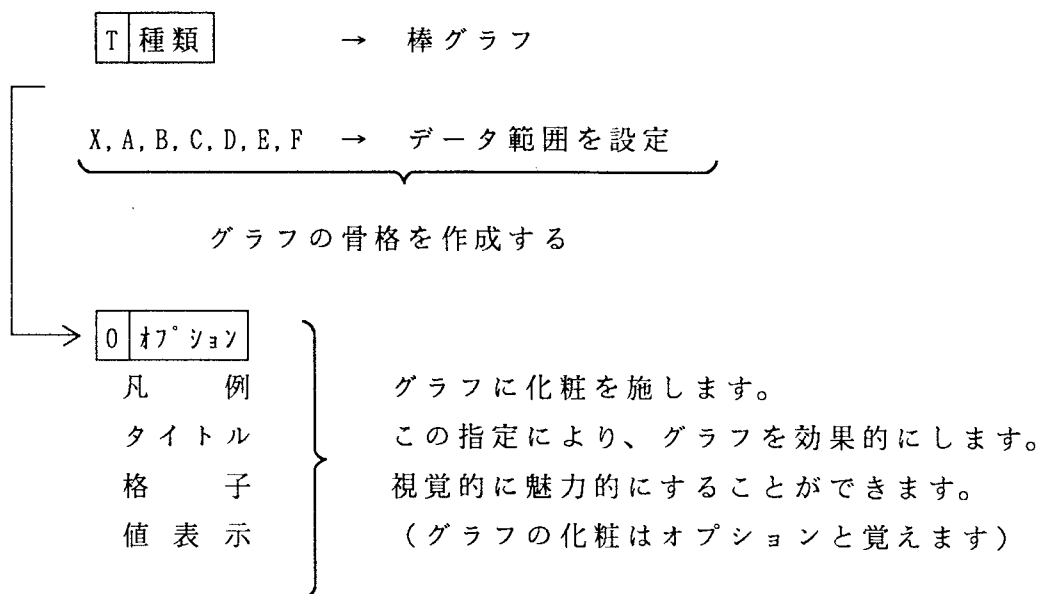 T 種類 → 棒グラフ
X,A,B,C,D,E,F → データ範囲を設定
グラフの骨格を作成する
O オプション
凡例 グラフに化粧を施します。
タイトル この指定により、グラフを効果的にします。
格子 視覚的に魅力的にすることができます。
値表示 (グラフの化粧はオプションと覚えます)